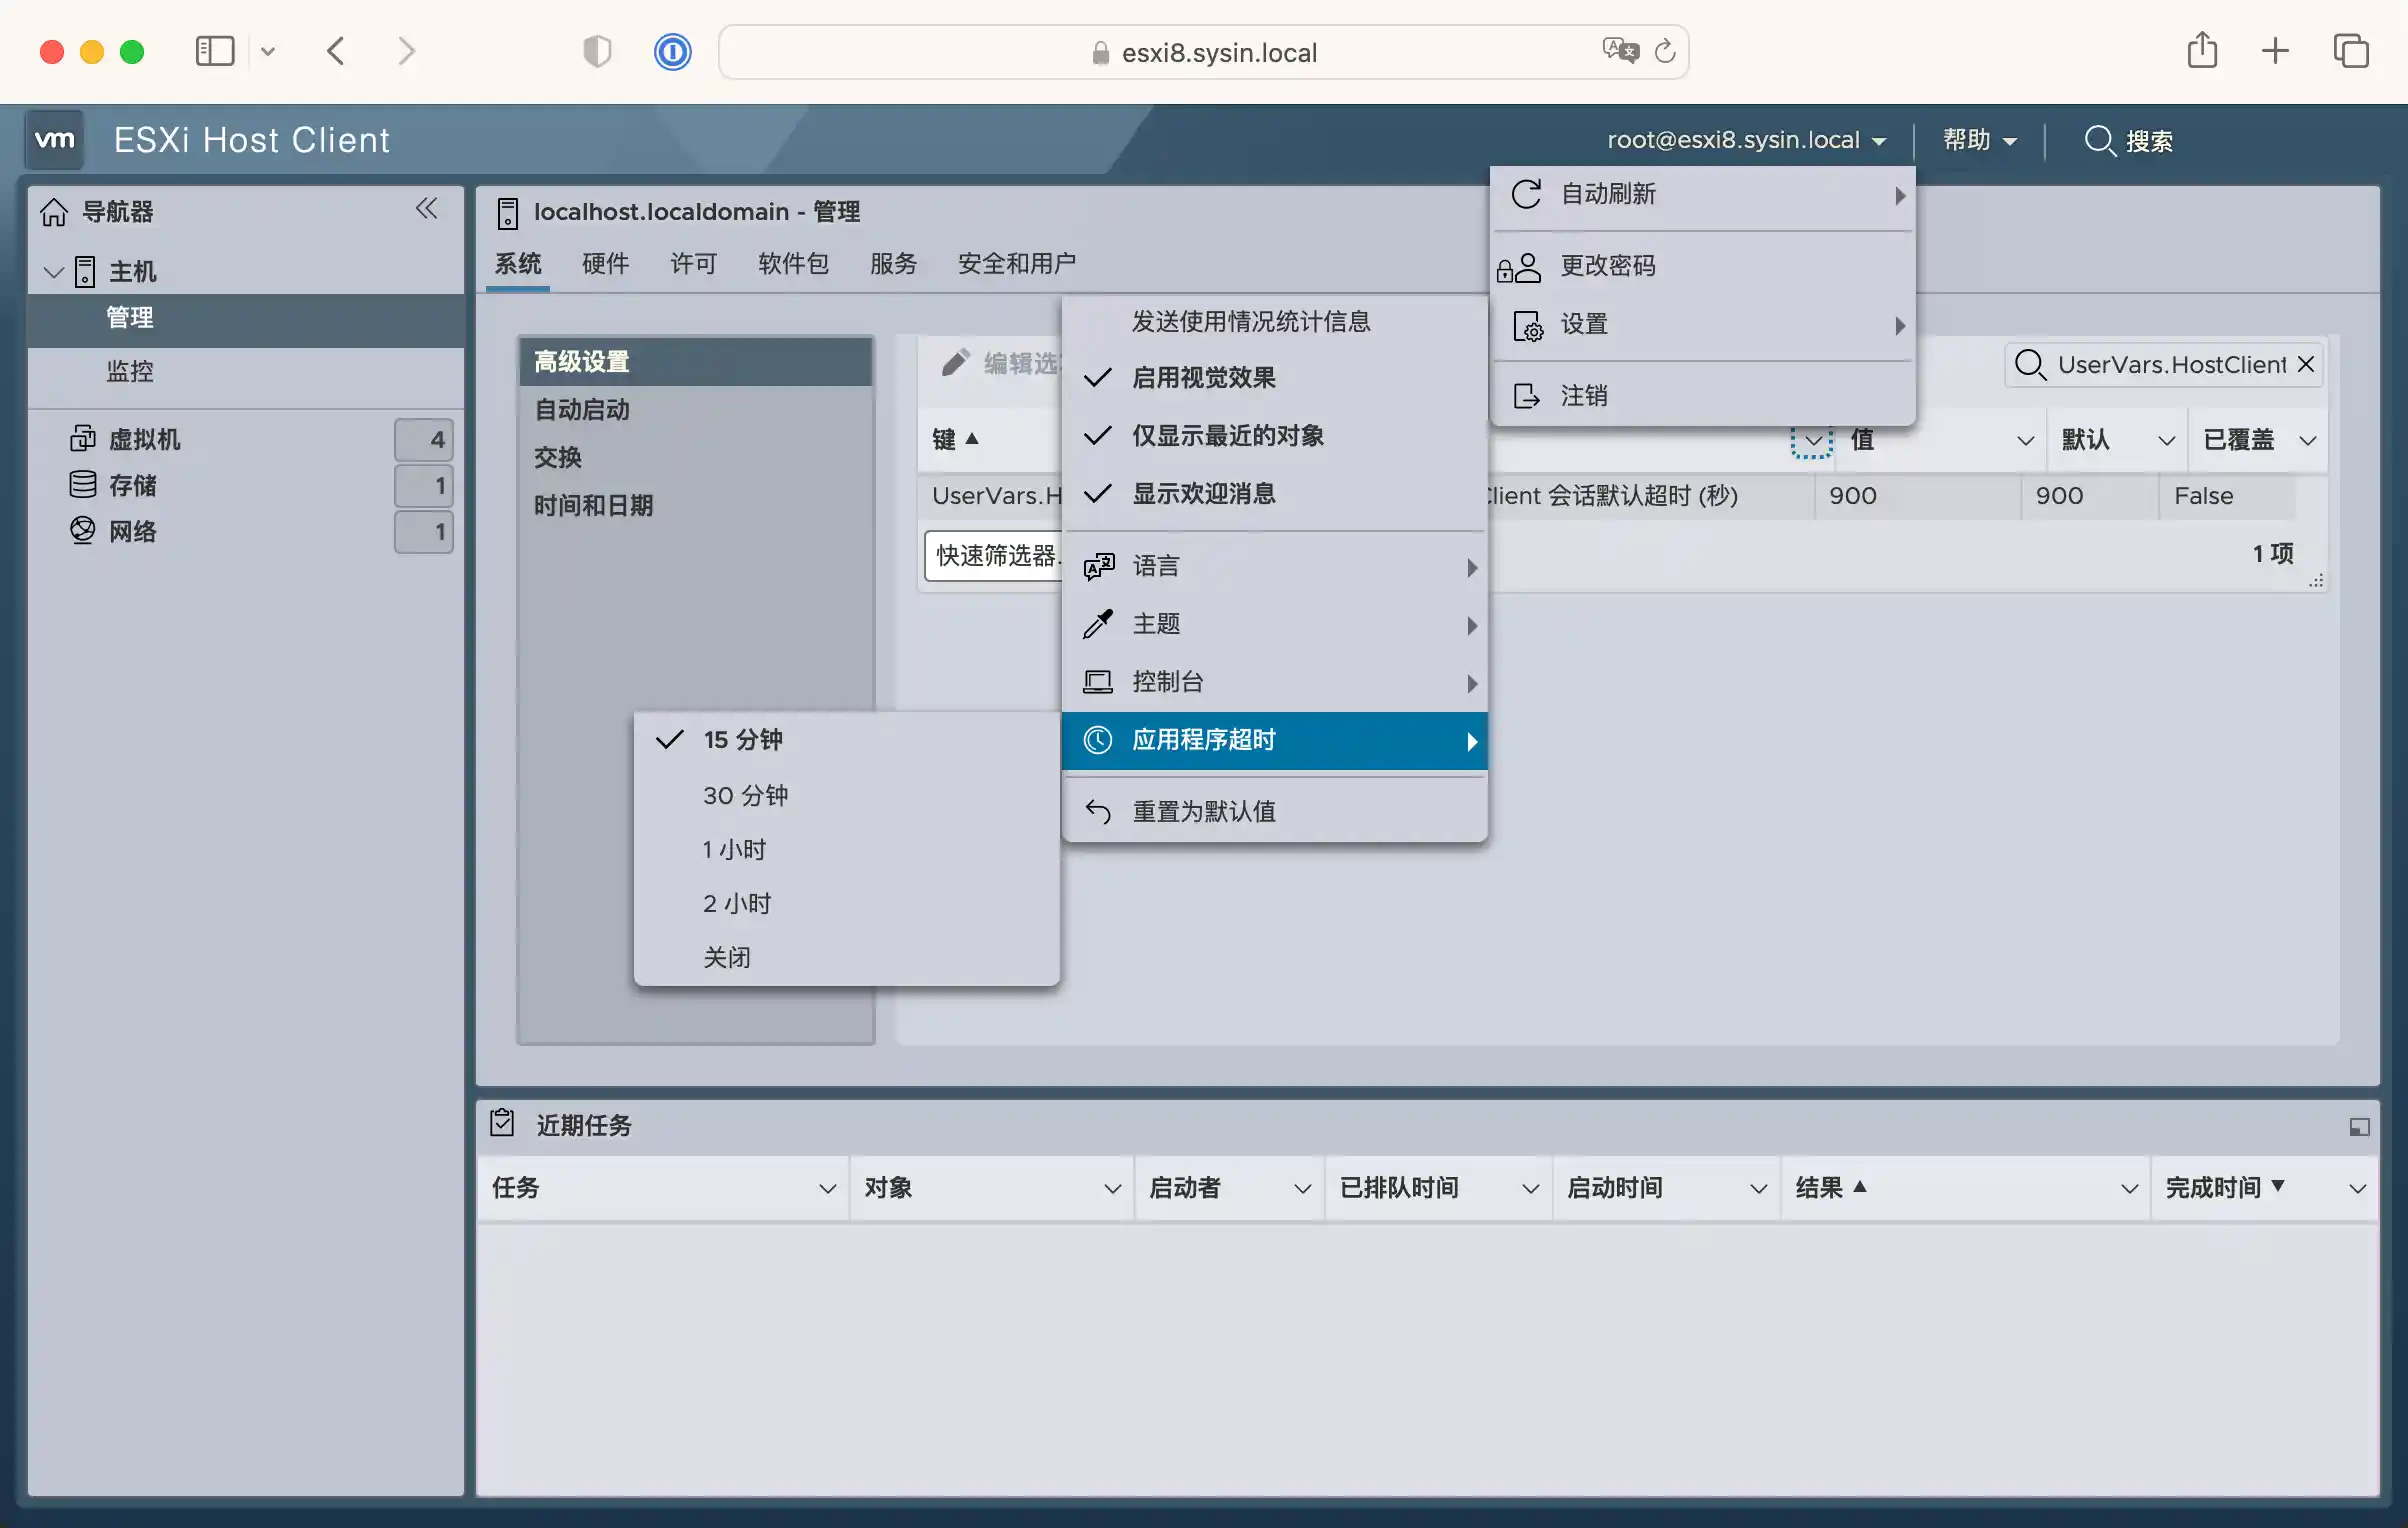 esxi8.sysin.local
vm ESXi Host Client
root@esxi8.sysin.local
帮助
搜索
导航器
主机
管理
监控
虚拟机 4
存储 1
网络 1
localhost.localdomain - 管理
系统 硬件 许可 软件包 服务 安全和用户
高级设置
自动启动
交换
时间和日期
编辑选
UserVars.HostClient
键 ▲
值
默认
已覆盖
UserVars.H
Client 会话默认超时 (秒)
900
900
False
快速筛选器.
1 项
自动刷新
更改密码
设置
注销
发送使用情况统计信息
启用视觉效果
仅显示最近的对象
显示欢迎消息
语言
主题
控制台
应用程序超时
重置为默认值
15 分钟
30 分钟
1 小时
2 小时
关闭
近期任务
任务 对象 启动者 已排队时间 启动时间 结果 ▲ 完成时间 ▼